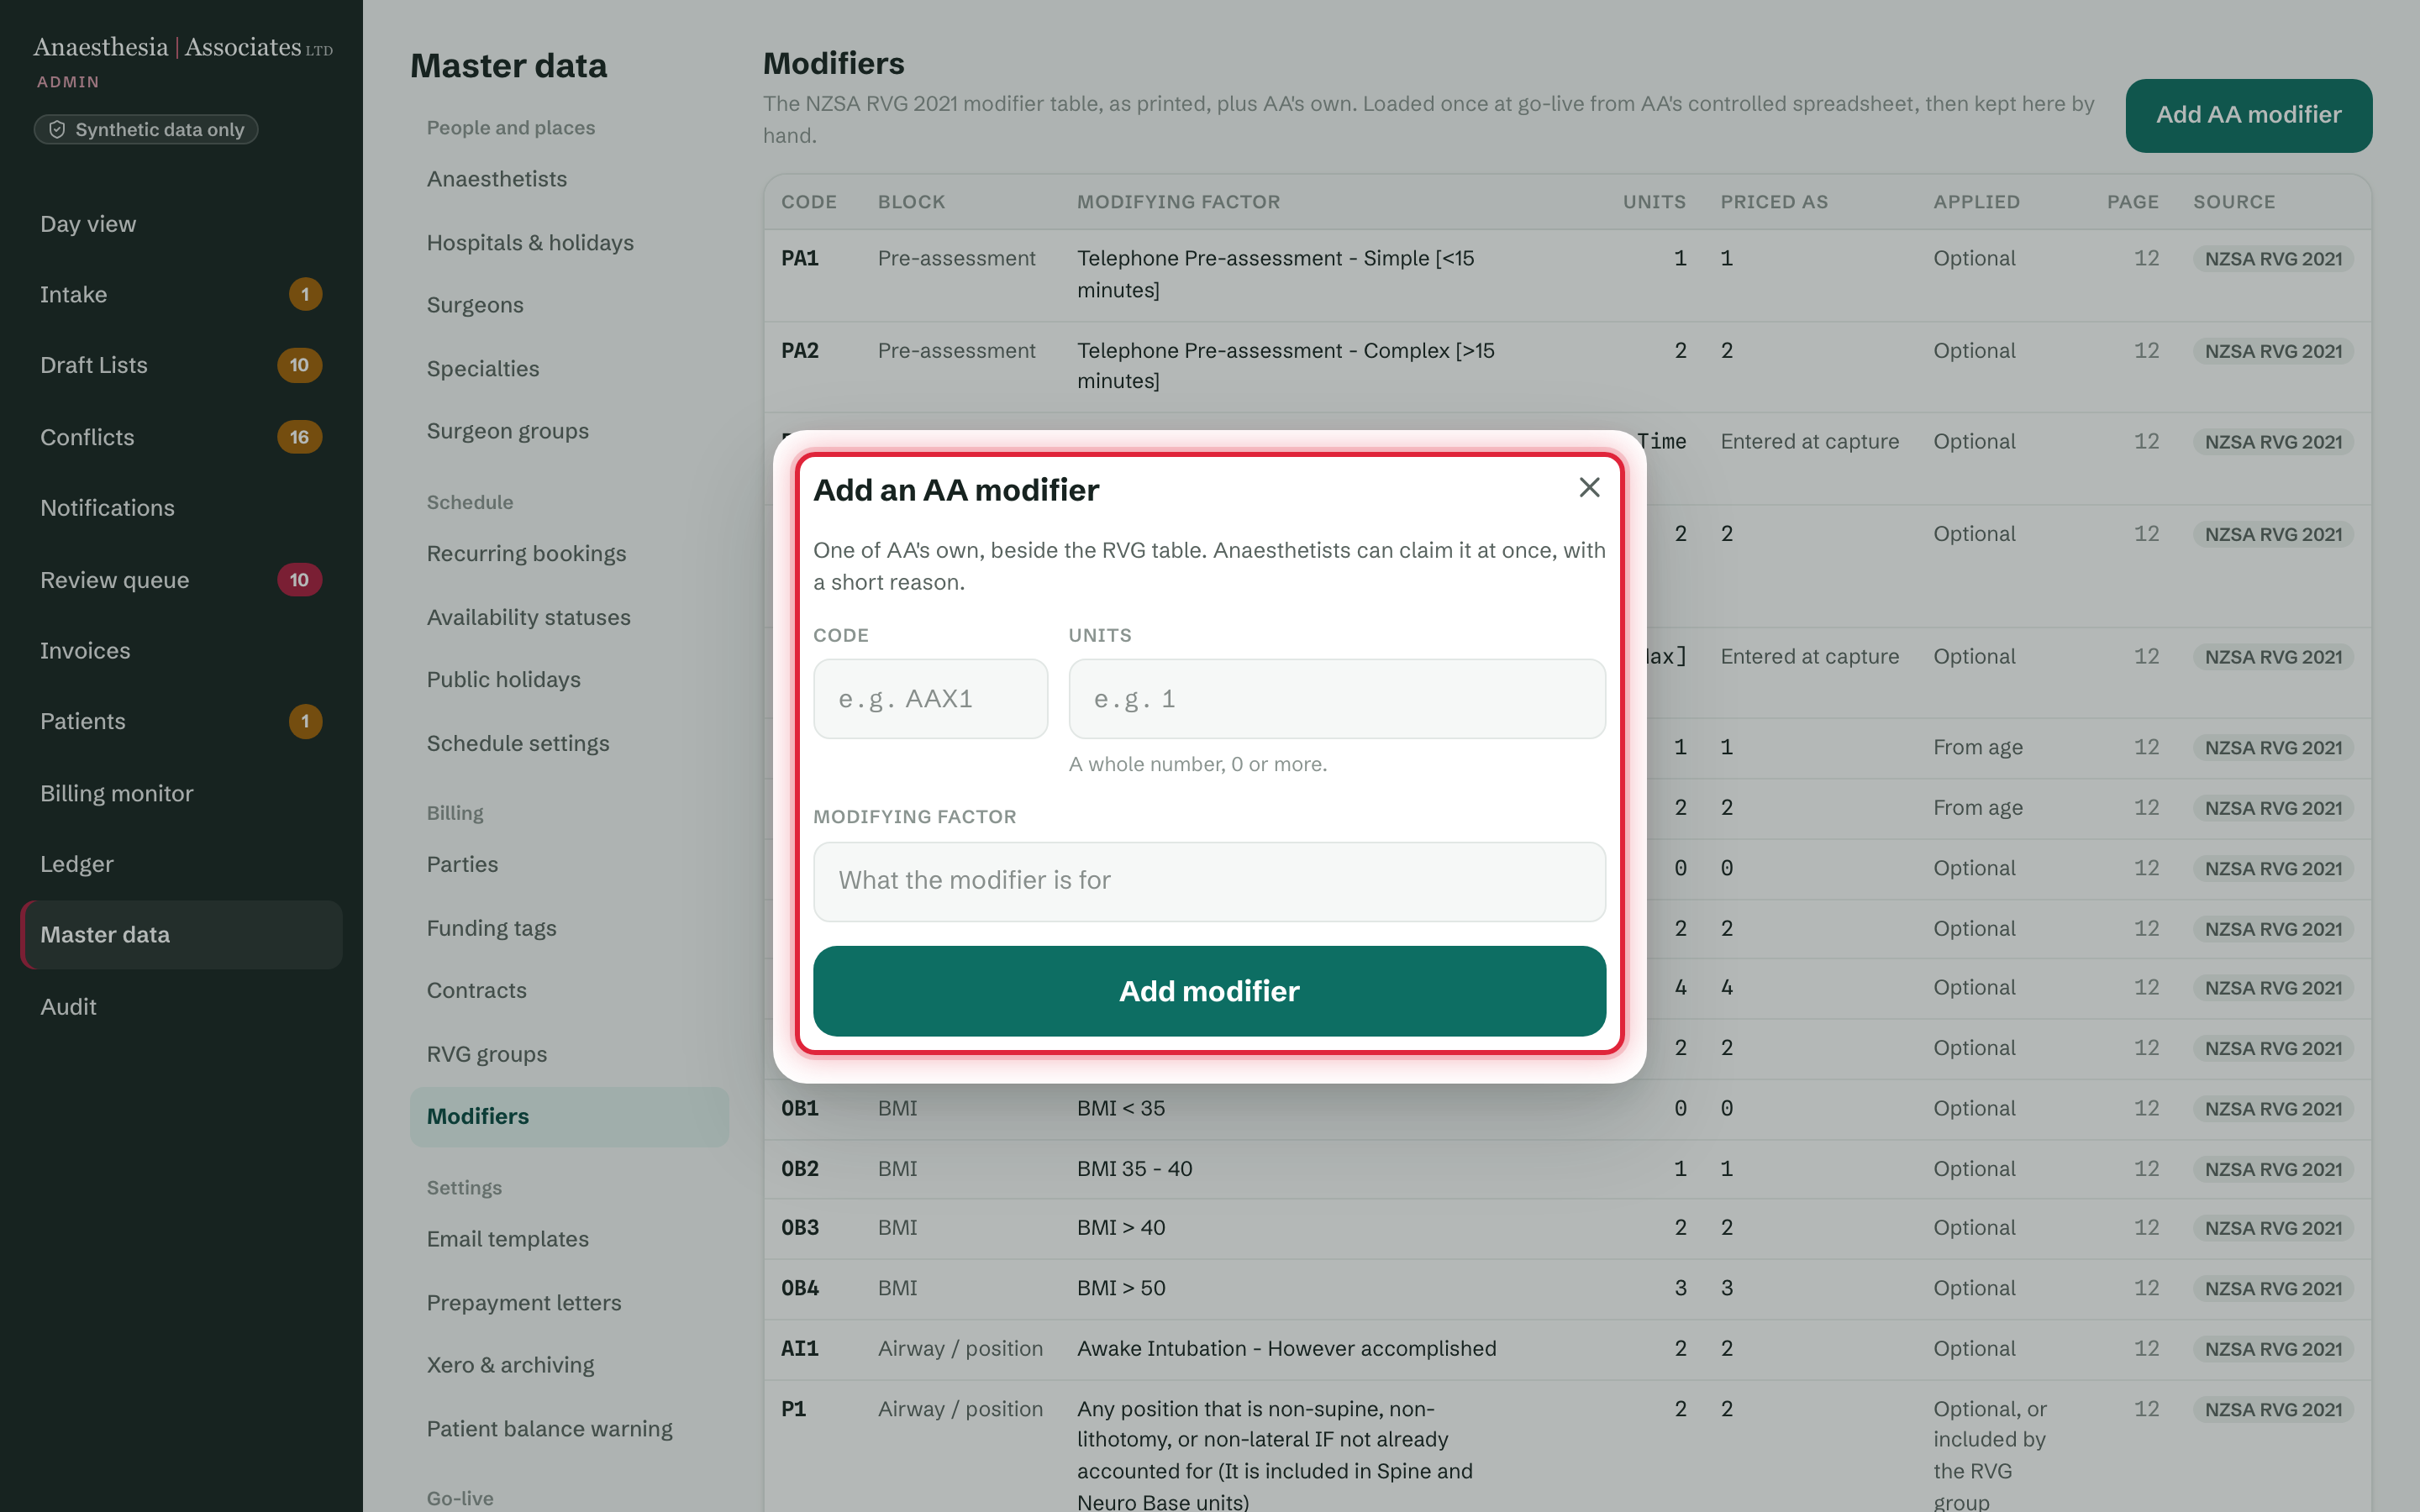 Anaesthesia | Associates LTD
ADMIN
Synthetic data only
Day view
Intake 1
Draft Lists 10
Conflicts 16
Notifications
Review queue 10
Invoices
Patients 1
Billing monitor
Ledger
Master data
Audit
Master data
People and places
Anaesthetists
Hospitals & holidays
Surgeons
Specialties
Surgeon groups
Schedule
Recurring bookings
Availability statuses
Public holidays
Schedule settings
Billing
Parties
Funding tags
Contracts
RVG groups
Modifiers
Settings
Email templates
Prepayment letters
Xero & archiving
Patient balance warning
Go-live
Modifiers
The NZSA RVG 2021 modifier table, as printed, plus AA's own. Loaded once at go-live from AA's controlled spreadsheet, then kept here by
hand.
Add AA modifier
CODE BLOCK MODIFYING FACTOR UNITS PRICED AS APPLIED PAGE SOURCE
PA1 Pre-assessment Telephone Pre-assessment - Simple [<15 1 1 Optional 12 NZSA RVG 2021
minutes]
PA2 Pre-assessment Telephone Pre-assessment - Complex [>15 2 2 Optional 12 NZSA RVG 2021
minutes]
Time Entered at capture Optional 12 NZSA RVG 2021
2 2 Optional 12 NZSA RVG 2021
Entered at capture Optional 12 NZSA RVG 2021
1 1 From age 12 NZSA RVG 2021
2 2 From age 12 NZSA RVG 2021
0 0 Optional 12 NZSA RVG 2021
2 2 Optional 12 NZSA RVG 2021
4 4 Optional 12 NZSA RVG 2021
2 2 Optional 12 NZSA RVG 2021
OB1 BMI BMI < 35 0 0 Optional 12 NZSA RVG 2021
OB2 BMI BMI 35 - 40 1 1 Optional 12 NZSA RVG 2021
OB3 BMI BMI > 40 2 2 Optional 12 NZSA RVG 2021
OB4 BMI BMI > 50 3 3 Optional 12 NZSA RVG 2021
AI1 Airway / position Awake Intubation - However accomplished 2 2 Optional 12 NZSA RVG 2021
P1 Airway / position Any position that is non-supine, non- 2 2 Optional, or 12 NZSA RVG 2021
lithotomy, or non-lateral IF not already included by
accounted for (It is included in Spine and the RVG
Neuro Base units) group
Add an AA modifier
One of AA's own, beside the RVG table. Anaesthetists can claim it at once, with
a short reason.
CODE UNITS
e.g. AAX1 e.g. 1
A whole number, 0 or more.
MODIFYING FACTOR
What the modifier is for
Add modifier